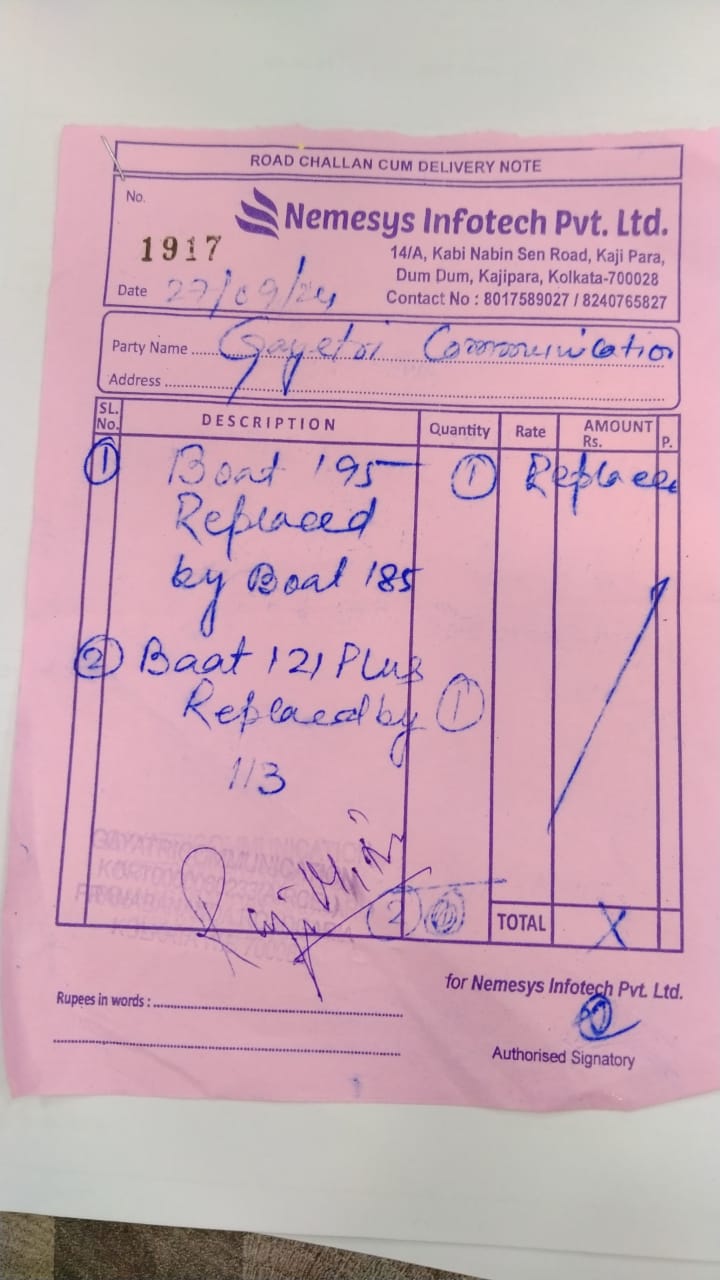 ROAD CHALLAN CUM DELIVERY NOTE
No. 1917
Nemesys Infotech Pvt. Ltd.
14/A, Kabi Nabin Sen Road, Kaji Para,
Dum Dum, Kajipara, Kolkata-700028
Contact No : 8017589027 / 8240765827
Date 27/09/24
Party Name Gayetri Communication
Address
SL. No. DESCRIPTION Quantity Rate AMOUNT Rs. P.
1 Boat 195 1 Replace
Replaced
by Boat 185
2 Baat 121 Plus
Replaced by 1
113
GAYATRI COMMUNICATION
2
TOTAL X
for Nemesys Infotech Pvt. Ltd.
Rupees in words :
Authorised Signatory